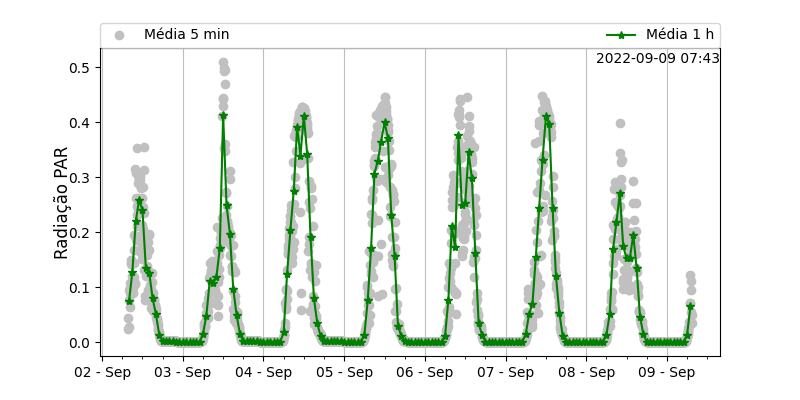 Média 5 min
Média 1 h
2022-09-09 07:43
Radiação PAR
0.5
0.4
0.3
0.2
0.1
0.0
02 - Sep
03 - Sep
04 - Sep
05 - Sep
06 - Sep
07 - Sep
08 - Sep
09 - Sep